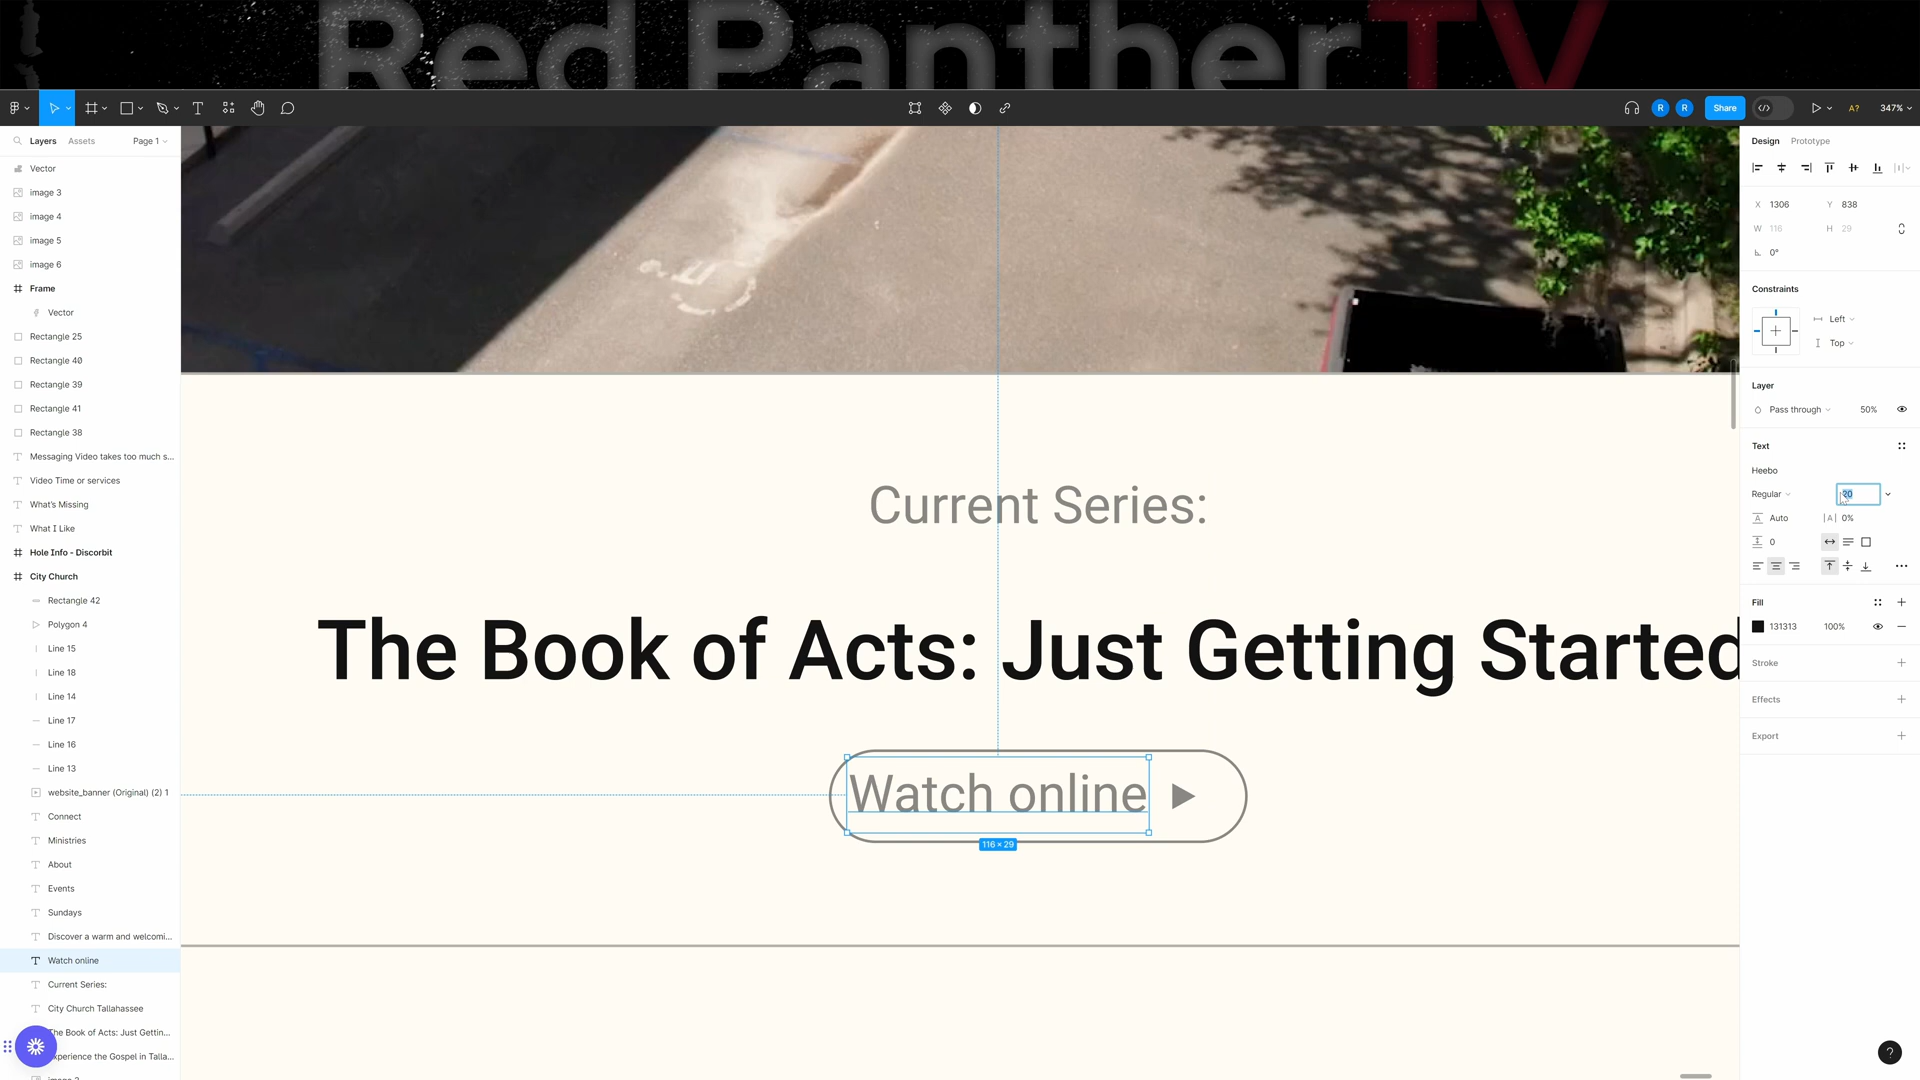 Red PantherTV
R
R
Share
A?
347%
Layers
Assets
Page 1
Vector
image 3
image 4
image 5
image 6
Frame
Vector
Rectangle 25
Rectangle 40
Rectangle 39
Rectangle 41
Rectangle 38
Messaging Video takes too much s...
Video Time or services
What's Missing
What I Like
Hole Info - Discorbit
City Church
Rectangle 42
Polygon 4
Line 15
Line 18
Line 14
Line 17
Line 16
Line 13
website_banner (Original) (2) 1
Connect
Ministries
About
Events
Sundays
Discover a warm and welcomi...
Watch online
Current Series:
City Church Tallahassee
The Book of Acts: Just Gettin...
xperience the Gospel in Talla...
Current Series:
The Book of Acts: Just Getting Started
Watch online
116 × 29
Design
Prototype
X 1306
Y 838
W 116
H 29
0°
Constraints
Left
Top
Layer
Pass through
50%
Text
Heebo
Regular
20
Auto
|A| 0%
0
Fill
131313
100%
Stroke
Effects
Export
?